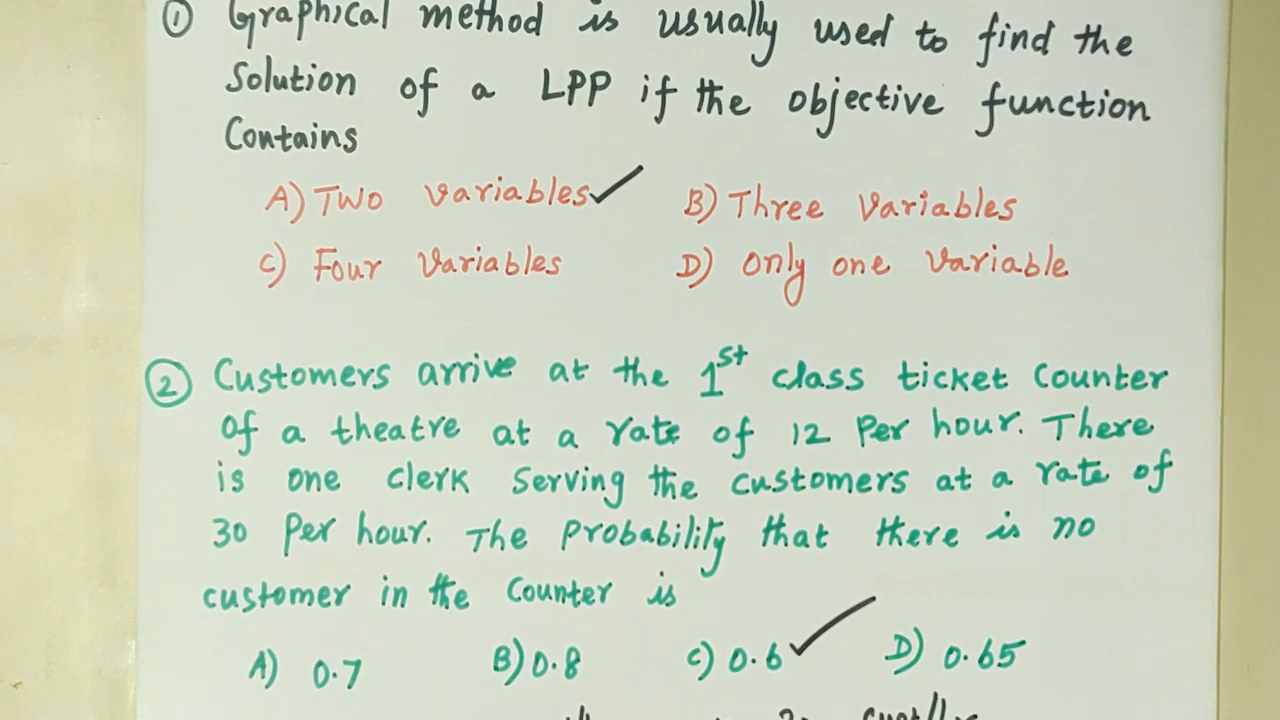 ① Graphical method is usually used to find the
Solution of a LPP if the objective function
Contains
A) Two variables✓ B) Three Variables
C) Four Variables D) Only one Variable
② Customers arrive at the 1st class ticket Counter
of a theatre at a rate of 12 Per hour. There
is one clerk Serving the customers at a rate of
30 Per hour. The Probability that there is no
customer in the Counter is
A) 0.7 B) 0.8 C) 0.6✓ D) 0.65